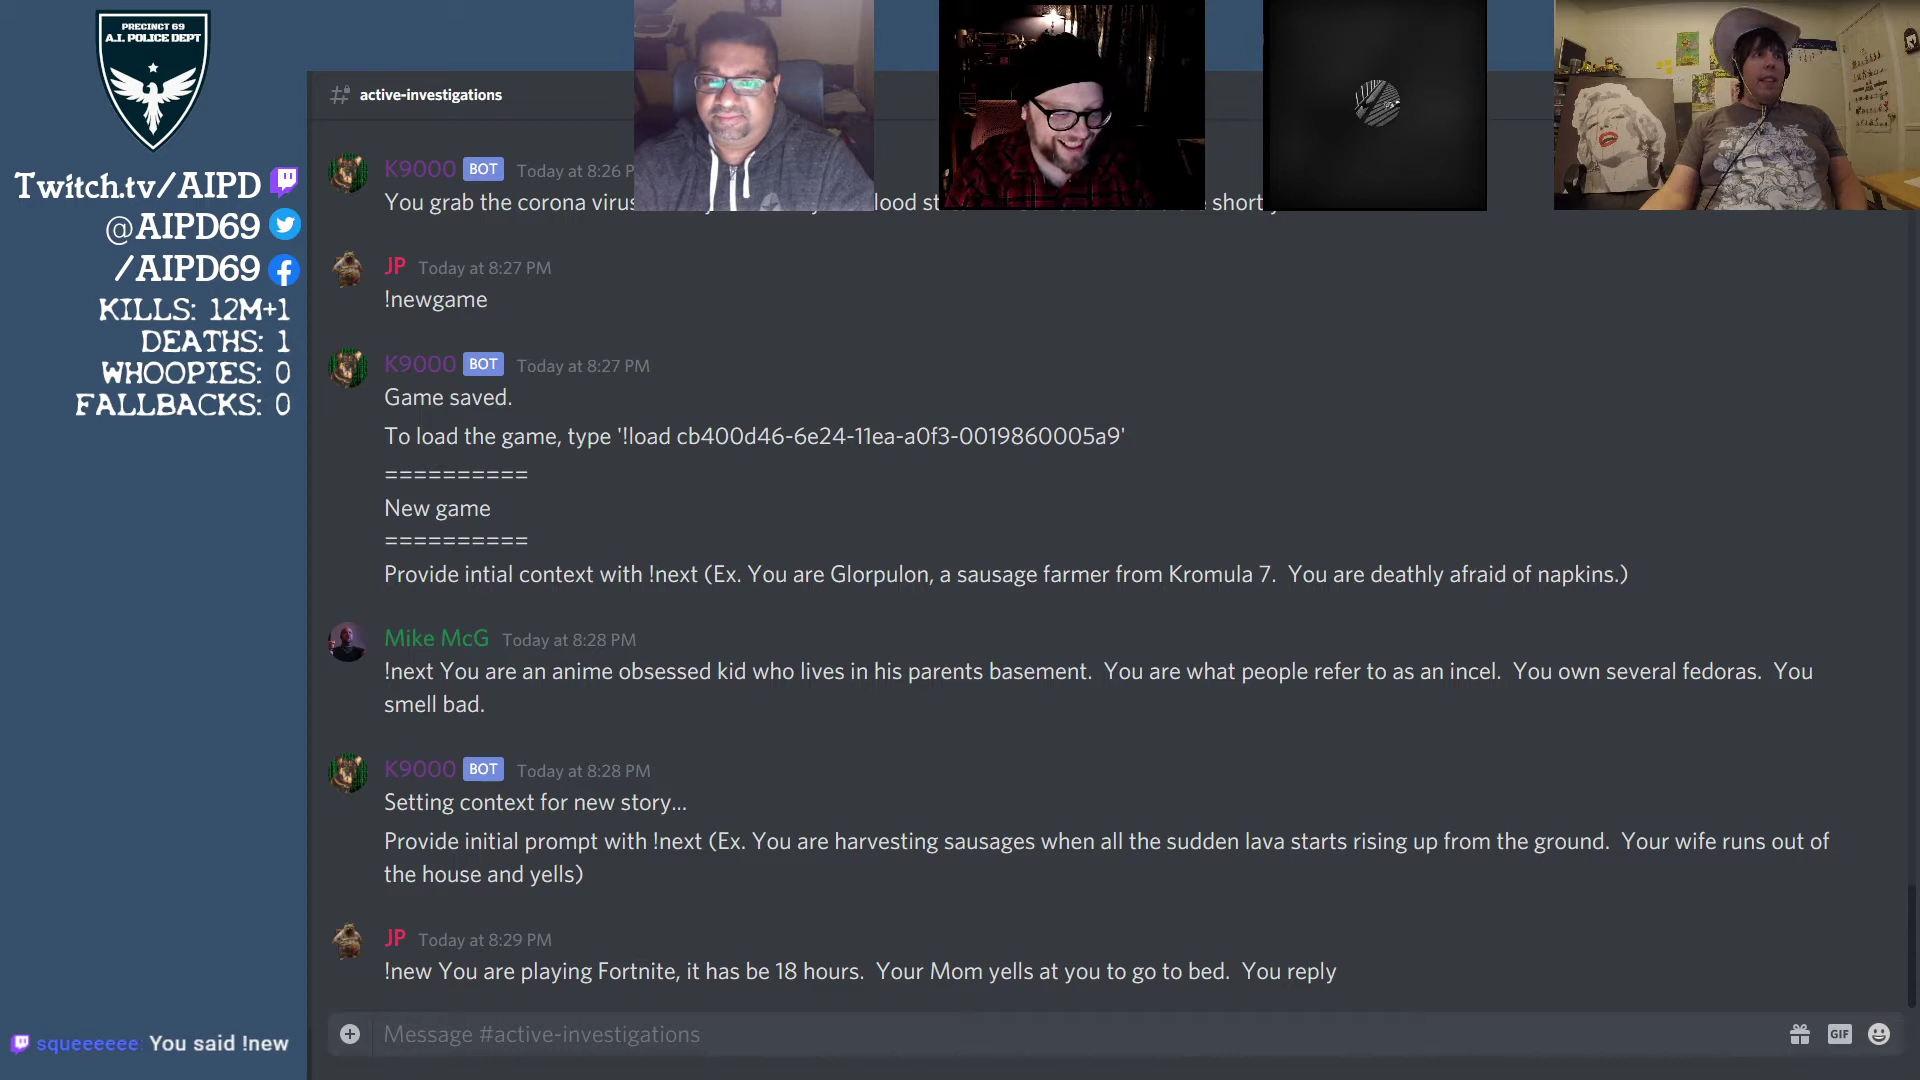 PRECINCT 69
A.I. POLICE DEPT
Twitch.tv/AIPD
@AIPD69
/AIPD69
KILLS: 12M+1
DEATHS: 1
WHOOPIES: 0
FALLBACKS: 0
squeeeeee: You said !new
active-investigations
K9000 BOT Today at 8:26 P
You grab the corona virus lood st shortly
JP Today at 8:27 PM
!newgame
K9000 BOT Today at 8:27 PM
Game saved.
To load the game, type '!load cb400d46-6e24-11ea-a0f3-0019860005a9'
==========
New game
==========
Provide intial context with !next (Ex. You are Glorpulon, a sausage farmer from Kromula 7. You are deathly afraid of napkins.)
Mike McG Today at 8:28 PM
!next You are an anime obsessed kid who lives in his parents basement. You are what people refer to as an incel. You own several fedoras. You
smell bad.
K9000 BOT Today at 8:28 PM
Setting context for new story...
Provide initial prompt with !next (Ex. You are harvesting sausages when all the sudden lava starts rising up from the ground. Your wife runs out of
the house and yells)
JP Today at 8:29 PM
!new You are playing Fortnite, it has be 18 hours. Your Mom yells at you to go to bed. You reply
Message #active-investigations
GIF